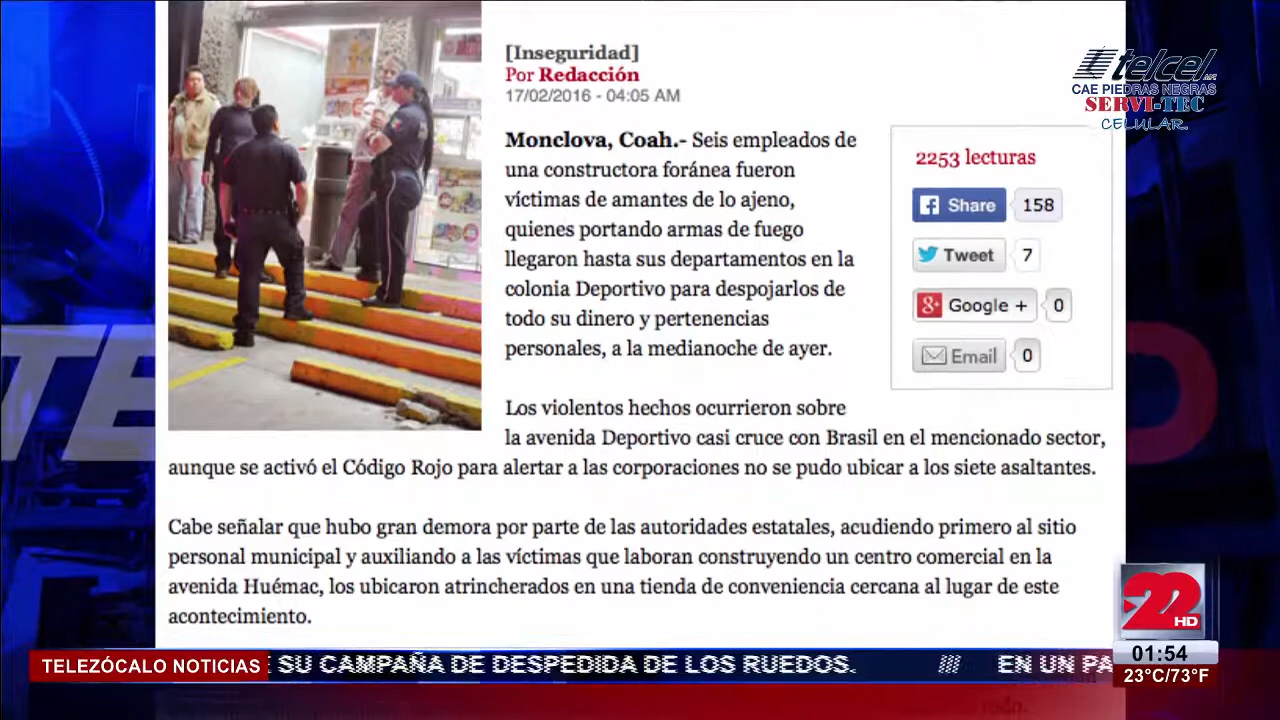 [Inseguridad]
Por Redacción
17/02/2016 - 04:05 AM
Monclova, Coah.- Seis empleados de
una constructora foránea fueron
víctimas de amantes de lo ajeno,
quienes portando armas de fuego
llegaron hasta sus departamentos en la
colonia Deportivo para despojarlos de
todo su dinero y pertenencias
personales, a la medianoche de ayer.
Los violentos hechos ocurrieron sobre
la avenida Deportivo casi cruce con Brasil en el mencionado sector,
aunque se activó el Código Rojo para alertar a las corporaciones no se pudo ubicar a los siete asaltantes.
Cabe señalar que hubo gran demora por parte de las autoridades estatales, acudiendo primero al sitio
personal municipal y auxiliando a las víctimas que laboran construyendo un centro comercial en la
avenida Huémac, los ubicaron atrincherados en una tienda de conveniencia cercana al lugar de este
acontecimiento.
2253 lecturas
Share 158
Tweet 7
Google + 0
Email 0
telcel
CAE PIEDRAS NEGRAS
SERVI-TEC
CELULAR
22
HD
01:54
23°C/73°F
TELEZÓCALO NOTICIAS
E SU CAMPAÑA DE DESPEDIDA DE LOS RUEDOS. /// EN UN PA